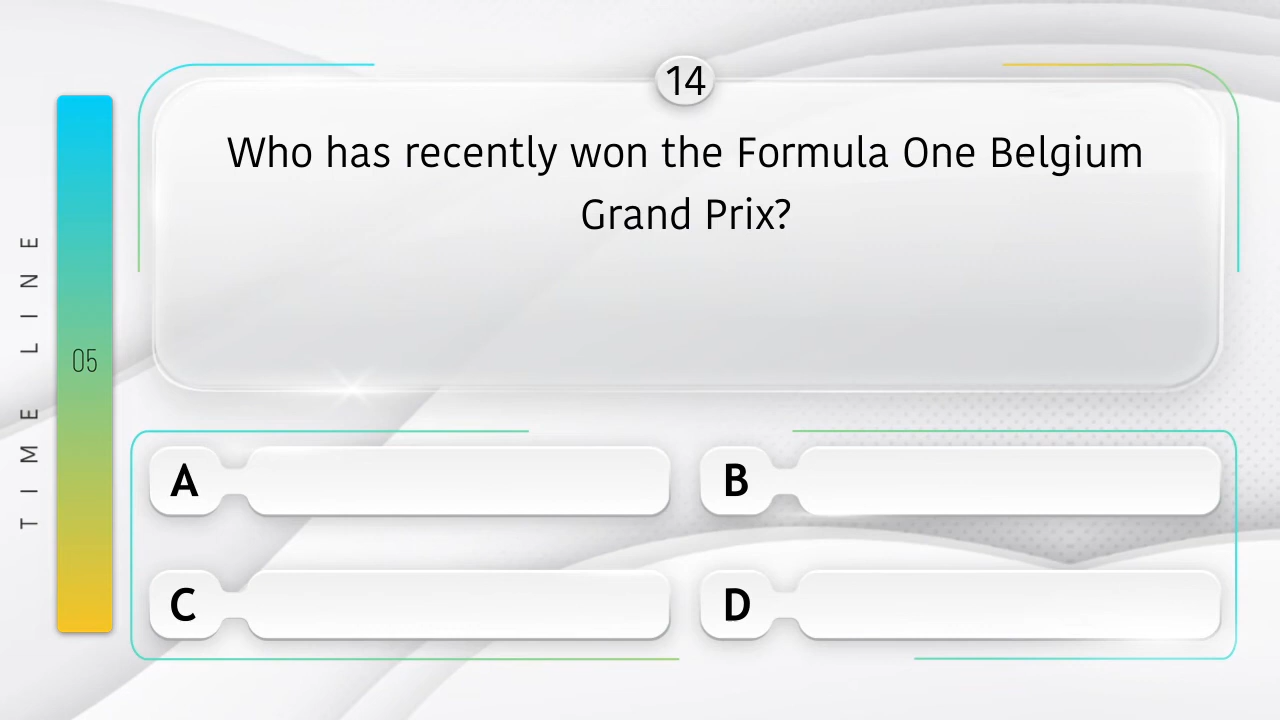 14
Who has recently won the Formula One Belgium
Grand Prix?
TIME LINE
05
A
B
C
D